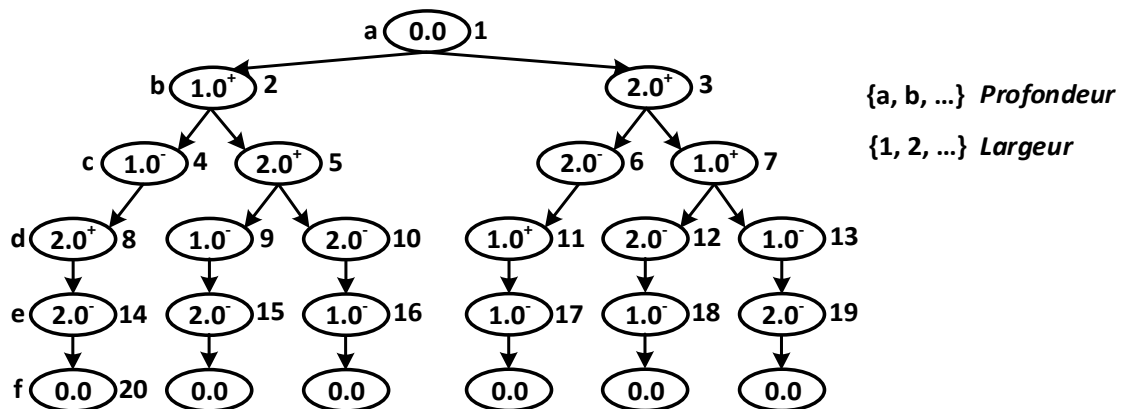 a 0.0 1
b 1.0⁺ 2 2.0⁺ 3
{a, b, ...} Profondeur
{1, 2, ...} Largeur
c 1.0⁻ 4 2.0⁺ 5 2.0⁻ 6 1.0⁺ 7
d 2.0⁺ 8 1.0⁻ 9 2.0⁻ 10 1.0⁺ 11 2.0⁻ 12 1.0⁻ 13
e 2.0⁻ 14 2.0⁻ 15 1.0⁻ 16 1.0⁻ 17 1.0⁻ 18 2.0⁻ 19
f 0.0 20 0.0 0.0 0.0 0.0 0.0